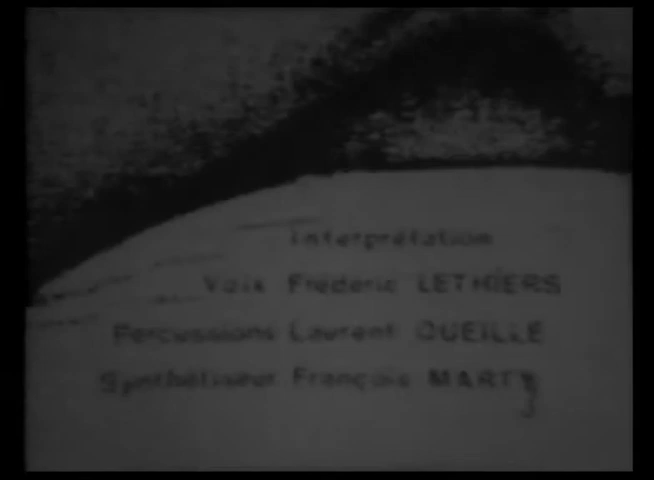 Interprétation
Voix Frédéric LETHIERS
Percussions Laurent QUEILLE
Synthétiseur François MARTY